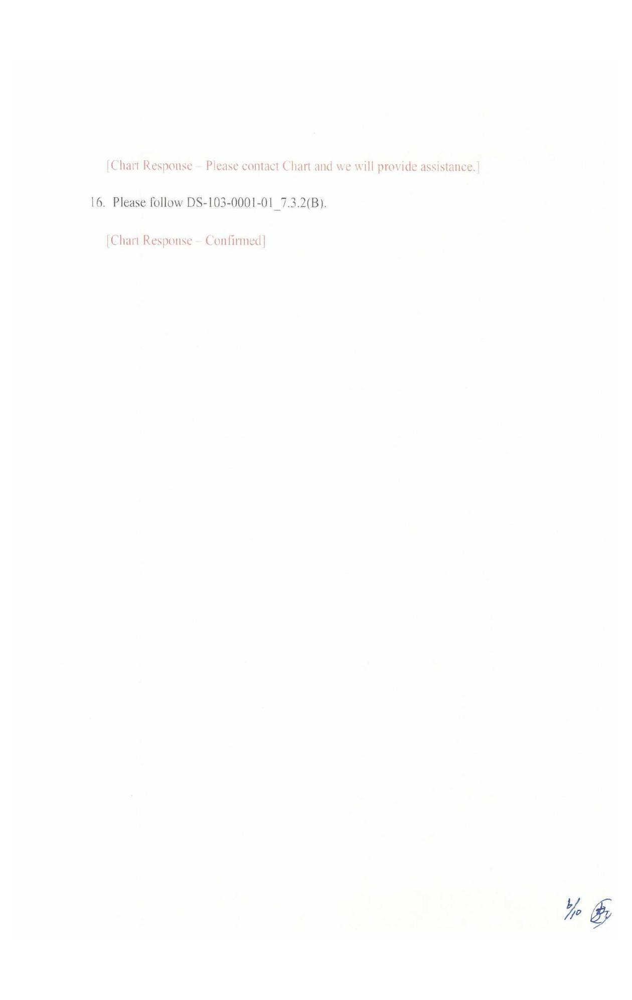 [Chart Response – Please contact Chart and we will provide assistance.]
16. Please follow DS-103-0001-01_7.3.2(B).
[Chart Response – Confirmed]
6/10